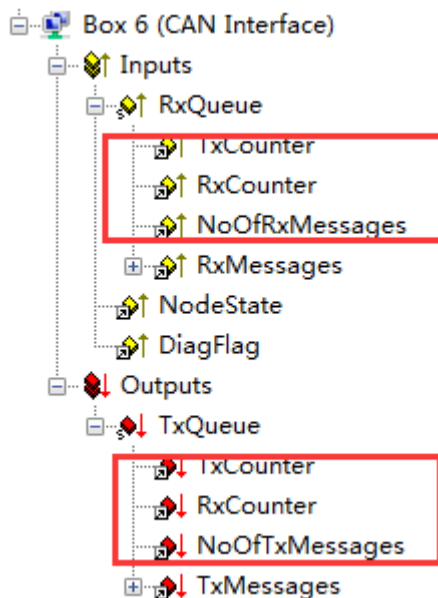 Box 6 (CAN Interface)
Inputs
RxQueue
TxCounter
RxCounter
NoOfRxMessages
RxMessages
NodeState
DiagFlag
Outputs
TxQueue
TxCounter
RxCounter
NoOfTxMessages
TxMessages